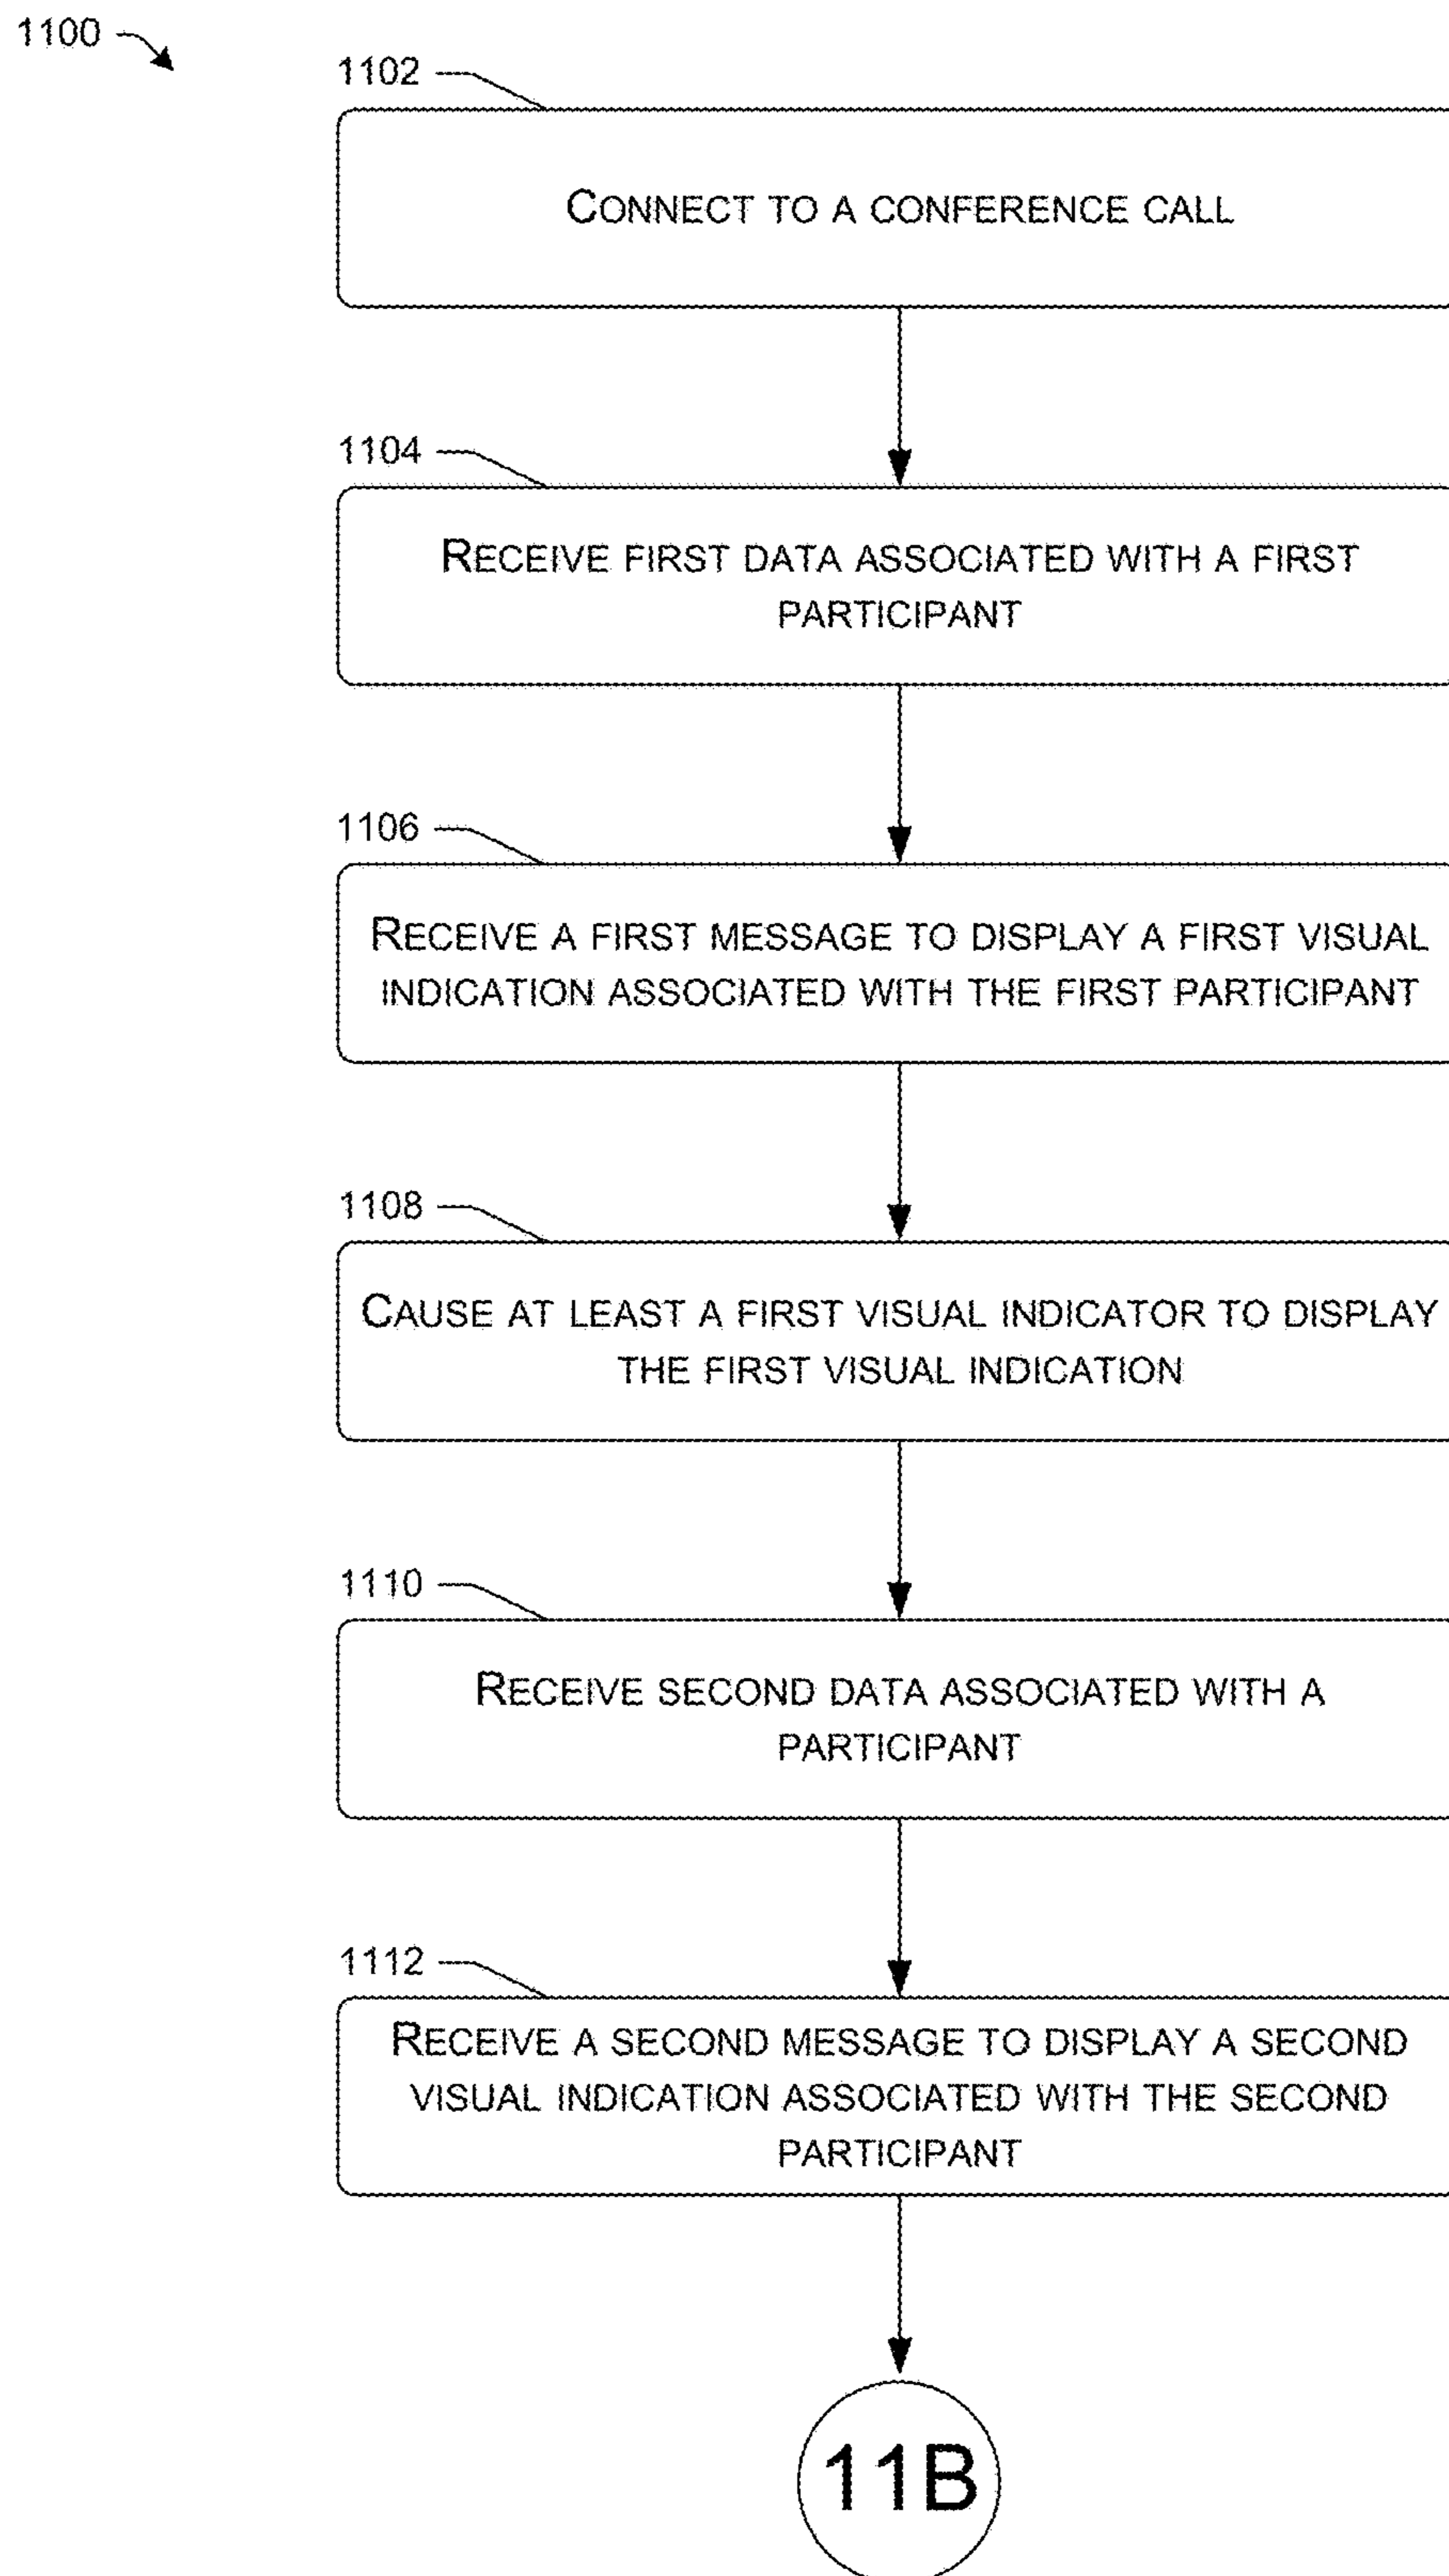 1100
1102
CONNECT TO A CONFERENCE CALL
1104
RECEIVE FIRST DATA ASSOCIATED WITH A FIRST
PARTICIPANT
1106
RECEIVE A FIRST MESSAGE TO DISPLAY A FIRST VISUAL
INDICATION ASSOCIATED WITH THE FIRST PARTICIPANT
1108
CAUSE AT LEAST A FIRST VISUAL INDICATOR TO DISPLAY
THE FIRST VISUAL INDICATION
1110
RECEIVE SECOND DATA ASSOCIATED WITH A
PARTICIPANT
1112
RECEIVE A SECOND MESSAGE TO DISPLAY A SECOND
VISUAL INDICATION ASSOCIATED WITH THE SECOND
PARTICIPANT
11B